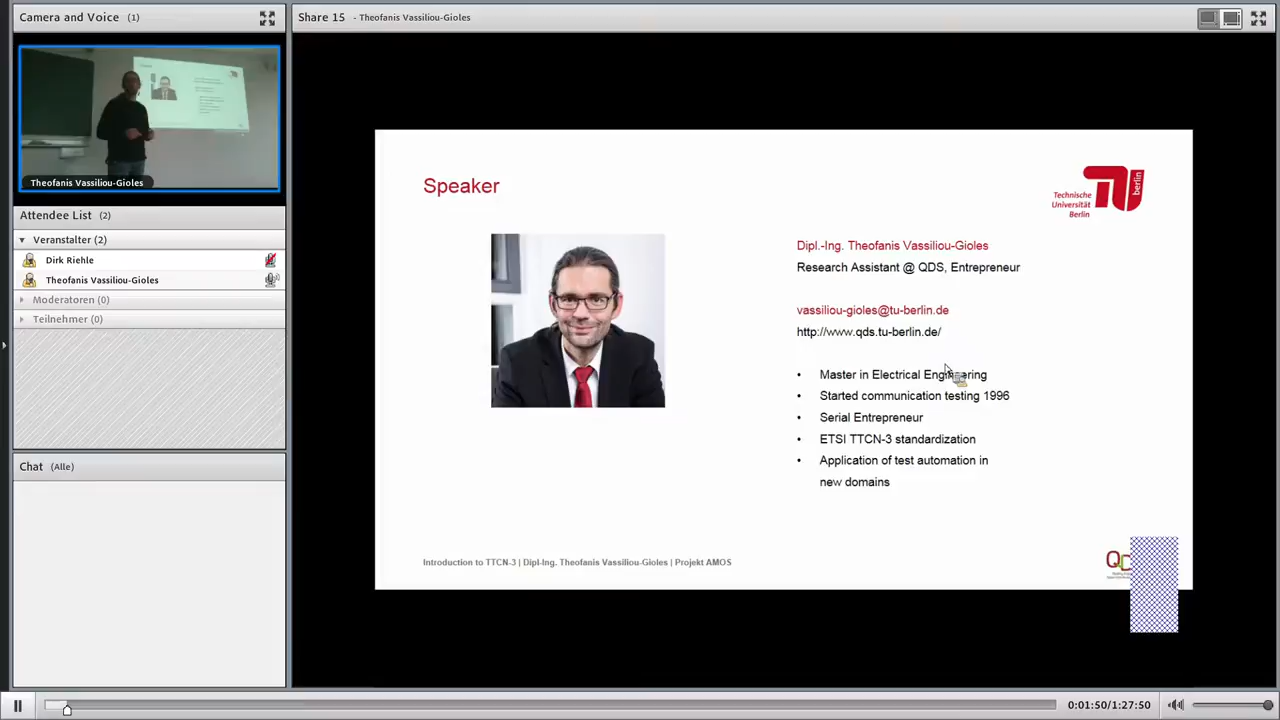 Camera and Voice (1)
Theofanis Vassiliou-Gioles
Attendee List (2)
Veranstalter (2)
Dirk Riehle
Theofanis Vassiliou-Gioles
Moderatoren (0)
Teilnehmer (0)
Chat (Alle)
Share 15 - Theofanis Vassiliou-Gioles
Speaker
Technische
Universität
Berlin
berlin
Dipl.-Ing. Theofanis Vassiliou-Gioles
Research Assistant @ QDS, Entrepreneur
vassiliou-gioles@tu-berlin.de
http://www.qds.tu-berlin.de/
• Master in Electrical Engineering
• Started communication testing 1996
• Serial Entrepreneur
• ETSI TTCN-3 standardization
• Application of test automation in
new domains
Introduction to TTCN-3 | Dipl-Ing. Theofanis Vassiliou-Gioles | Projekt AMOS
0:01:50/1:27:50